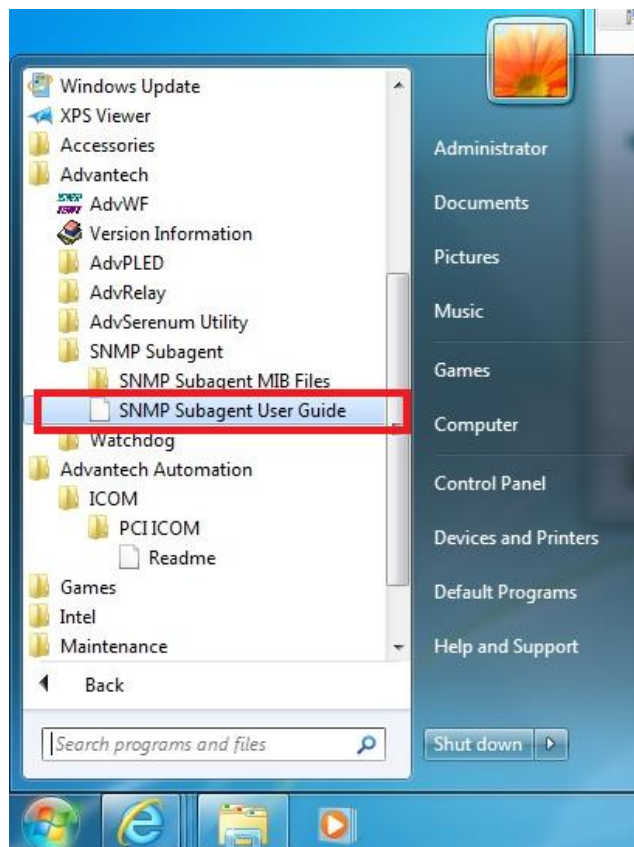 Windows Update
XPS Viewer
Accessories
Advantech
AdvWF
Version Information
AdvPLED
AdvRelay
AdvSerenum Utility
SNMP Subagent
SNMP Subagent MIB Files
SNMP Subagent User Guide
Watchdog
Advantech Automation
ICOM
PCI ICOM
Readme
Games
Intel
Maintenance
Back
Search programs and files
Administrator
Documents
Pictures
Music
Games
Computer
Control Panel
Devices and Printers
Default Programs
Help and Support
Shut down